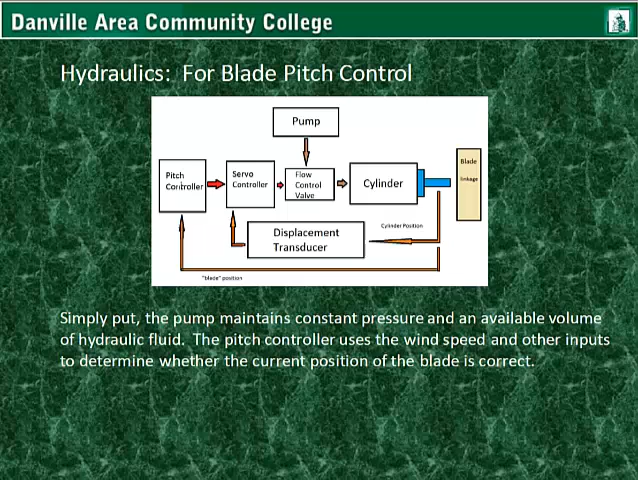 Danville Area Community College
Hydraulics: For Blade Pitch Control
Pump
Pitch
Controller
Servo
Controller
Flow
Control
Valve
Cylinder
Blade
linkage
Displacement
Transducer
Cylinder Position
"blade" position
Simply put, the pump maintains constant pressure and an available volume
of hydraulic fluid. The pitch controller uses the wind speed and other inputs
to determine whether the current position of the blade is correct.